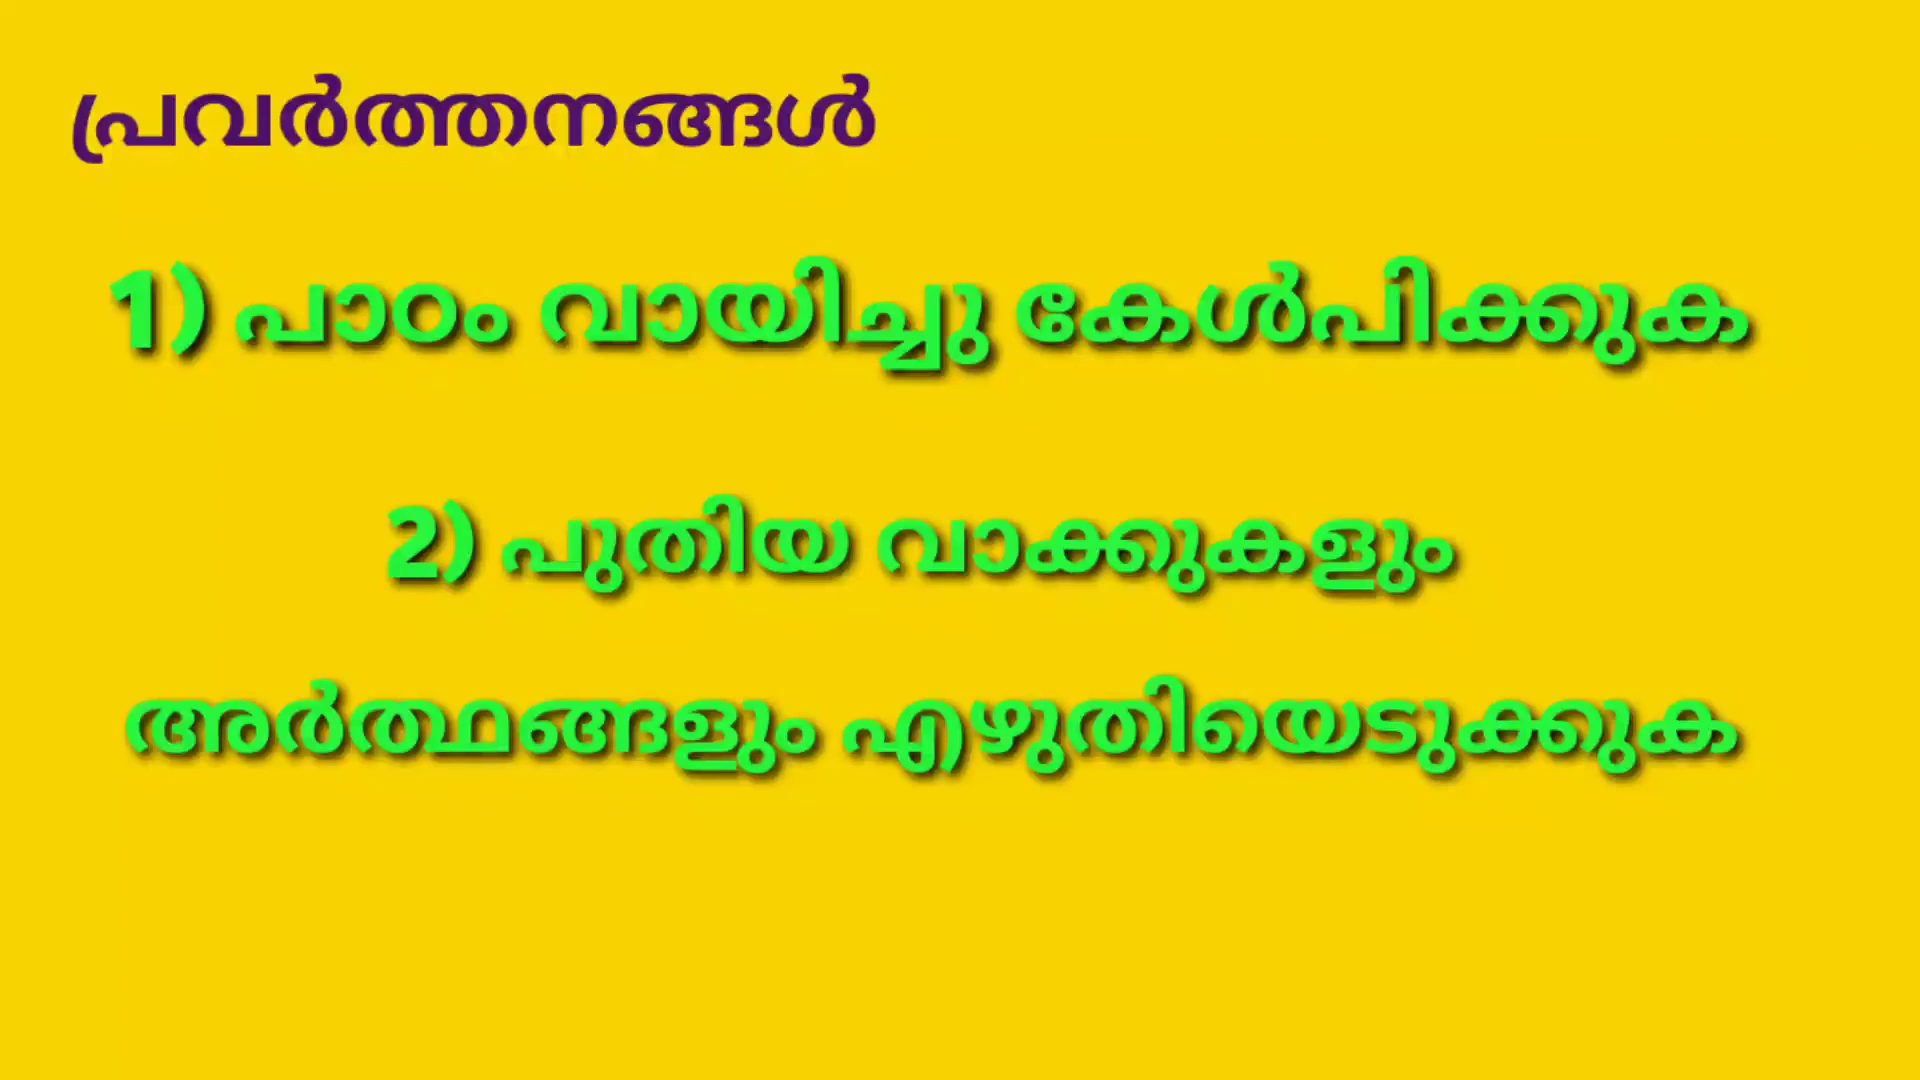 പ്രവർത്തനങ്ങൾ
1) പാഠം വായിച്ചു കേൾപിക്കുക
2) പുതിയ വാക്കുകളും
അർത്ഥങ്ങളും എഴുതിയെടുക്കുക